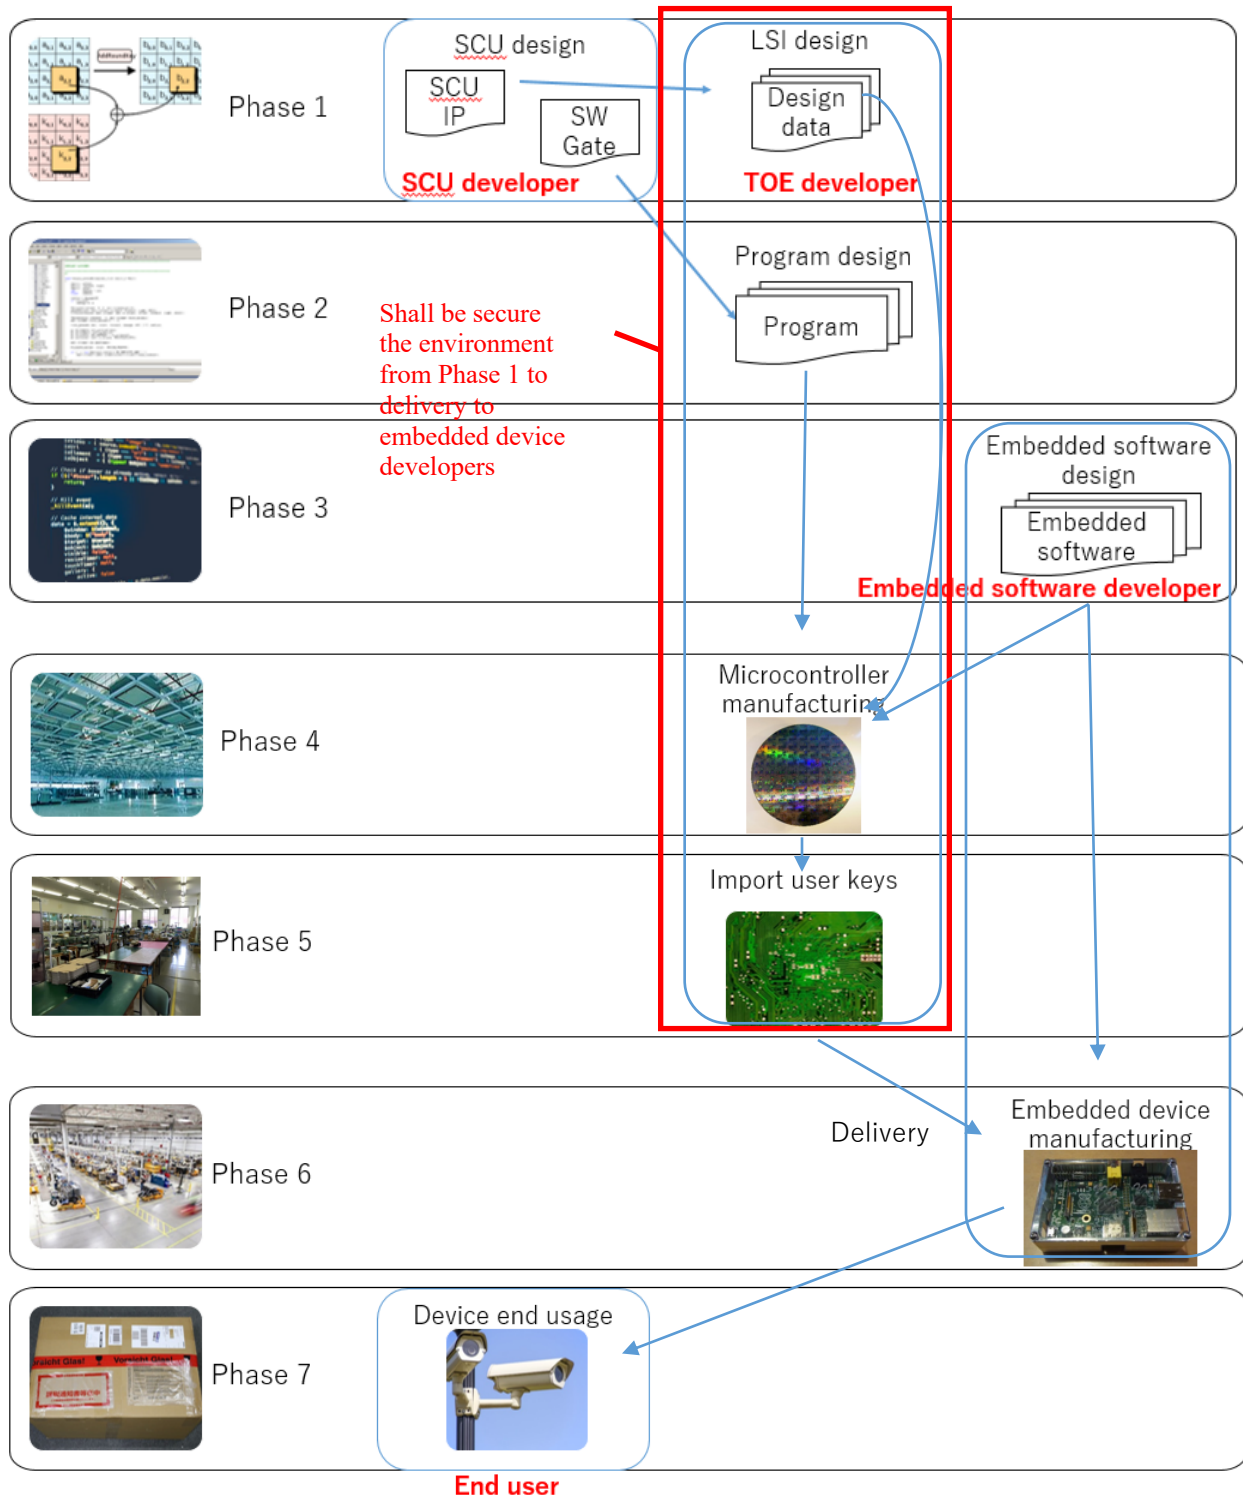 Phase 1
AddRoundKey
SCU design
SCU
IP
SW
Gate
SCU developer
LSI design
Design
data
TOE developer
Phase 2
Program design
Program
Shall be secure
the environment
from Phase 1 to
delivery to
embedded device
developers
Phase 3
Embedded software
design
Embedded
software
Embedded software developer
Phase 4
Microcontroller
manufacturing
Phase 5
Import user keys
Delivery
Phase 6
Embedded device
manufacturing
Phase 7
Vorsicht Glas!
Device end usage
End user